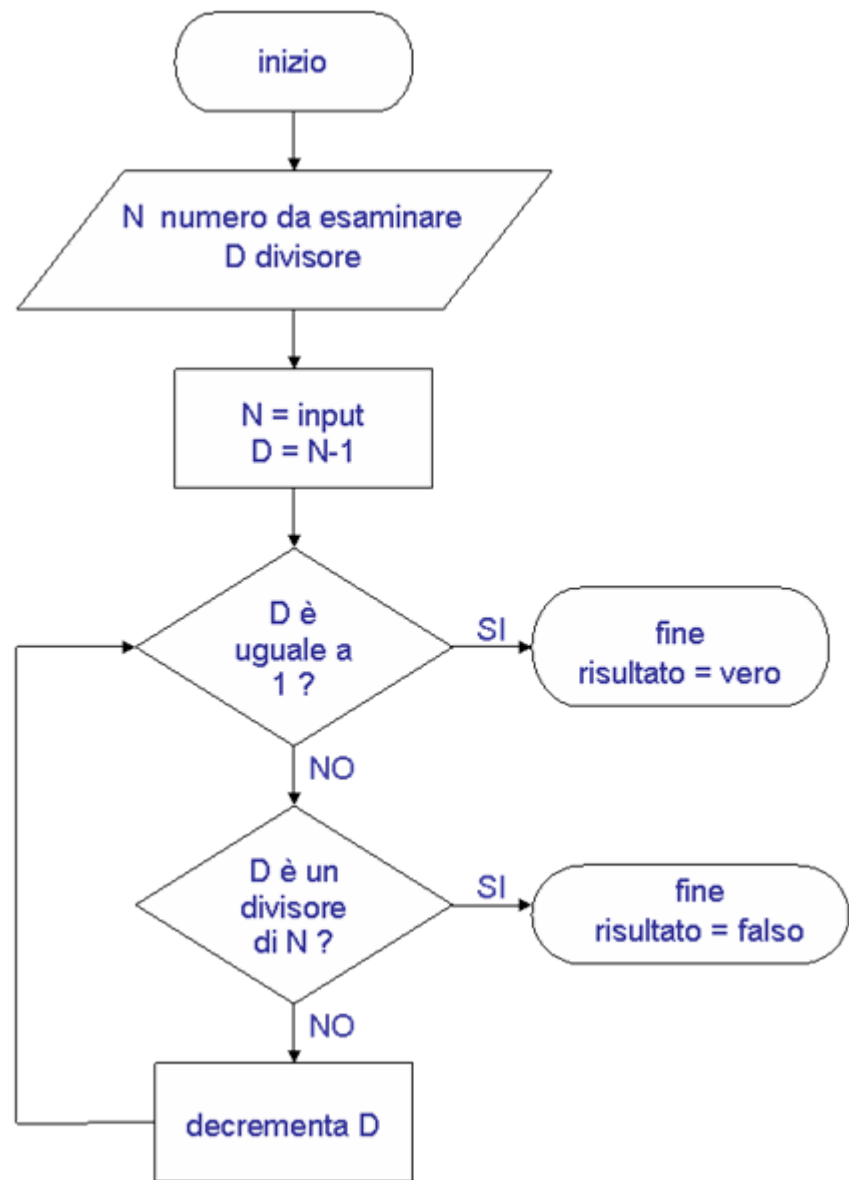 inizio
N numero da esaminare
D divisore
N = input
D = N-1
D è
uguale a
1 ?
SI
fine
risultato = vero
NO
D è un
divisore
di N ?
SI
fine
risultato = falso
NO
decrementa D